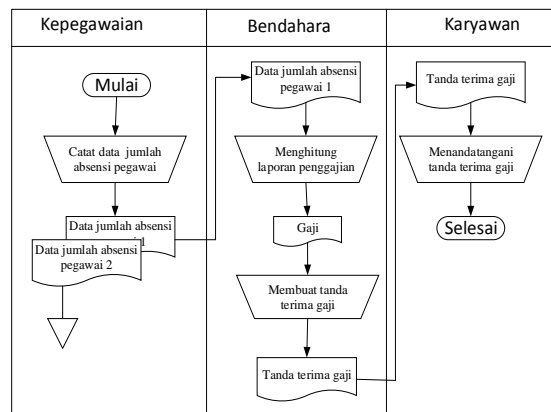 Kepegawaian
Mulai
Catat data jumlah
absensi pegawai
Data jumlah absensi
1
Data jumlah absensi
pegawai 2
Bendahara
Data jumlah absensi
pegawai 1
Menghitung
laporan penggajian
Gaji
Membuat tanda
terima gaji
Tanda terima gaji
Karyawan
Tanda terima gaji
Menandatangani
tanda terima gaji
Selesai